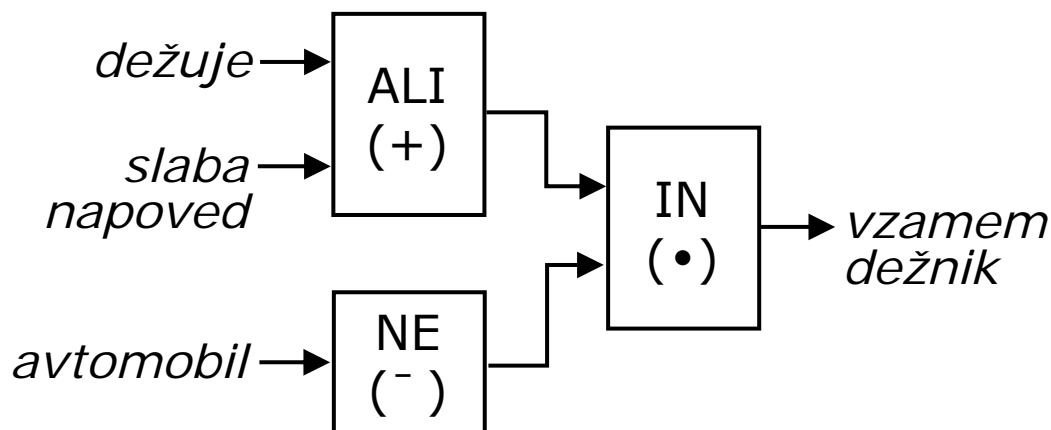 dežuje
slaba
napoved
ALI
(+)
avtomobil
NE
(¯)
IN
(•)
vzamem
dežnik